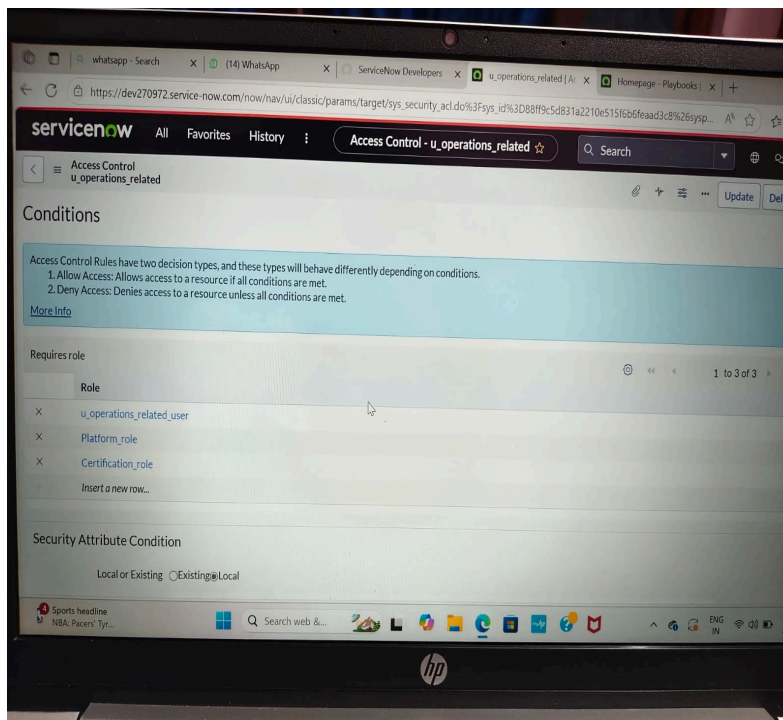 whatsapp - Search
(14) WhatsApp
ServiceNow Developers
u_operations_related | Ac
Homepage - Playbooks |
https://dev270972.service-now.com/now/nav/ui/classic/params/target/sys_security_acl.do%3Fsys_id%3D88ff9c5d831a2210e515f6b6feaad3c8%26sysp...
servicenow All Favorites History Access Control - u_operations_related Search
Access Control
u_operations_related
Update Del
Conditions
Access Control Rules have two decision types, and these types will behave differently depending on conditions.
1. Allow Access: Allows access to a resource if all conditions are met.
2. Deny Access: Denies access to a resource unless all conditions are met.
More Info
Requires role
1 to 3 of 3
Role
u_operations_related_user
Platform_role
Certification_role
Insert a new row...
Security Attribute Condition
Local or Existing Existing Local
4 Sports headline
NBA: Pacers' Tyr...
Search web &...
ENG
IN
hp